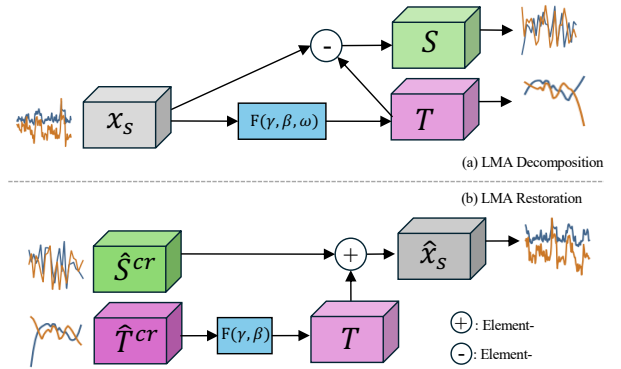 -
S
x_s
F(γ, β, ω)
T
(a) LMA Decomposition
(b) LMA Restoration
Ŝ^{cr}
+
x̂_s
T̂^{cr}
F(γ, β)
T
+ : Element-
- : Element-